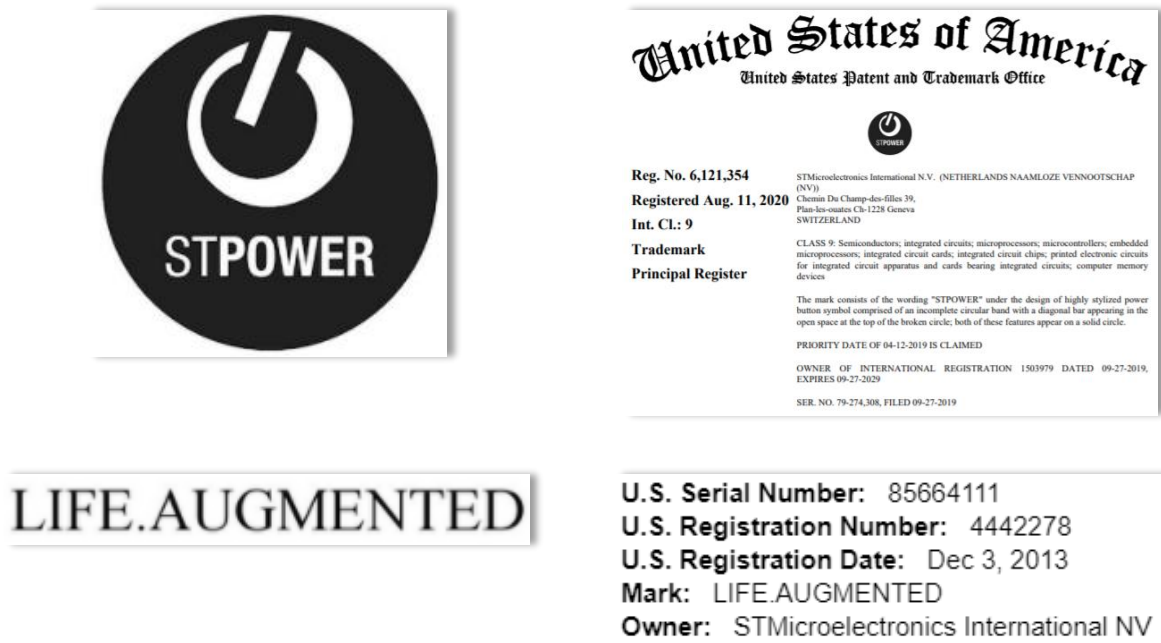 STPOWER
United States of America
United States Patent and Trademark Office
STPOWER
Reg. No. 6,121,354
Registered Aug. 11, 2020
Int. Cl.: 9
Trademark
Principal Register
STMicroelectronics International N.V. (NETHERLANDS NAAMLOZE VENNOOTSCHAP
(NV))
Chemin Du Champ-des-filles 39,
Plan-les-ouates Ch-1228 Geneva
SWITZERLAND
CLASS 9: Semiconductors; integrated circuits; microprocessors; microcontrollers; embedded
microprocessors; integrated circuit cards; integrated circuit chips; printed electronic circuits
for integrated circuit apparatus and cards bearing integrated circuits; computer memory
devices
The mark consists of the wording "STPOWER" under the design of highly stylized power
button symbol comprised of an incomplete circular band with a diagonal bar appearing in the
open space at the top of the broken circle; both of these features appear on a solid circle.
PRIORITY DATE OF 04-12-2019 IS CLAIMED
OWNER OF INTERNATIONAL REGISTRATION 1503979 DATED 09-27-2019,
EXPIRES 09-27-2029
SER. NO. 79-274,308, FILED 09-27-2019
LIFE.AUGMENTED
U.S. Serial Number: 85664111
U.S. Registration Number: 4442278
U.S. Registration Date: Dec 3, 2013
Mark: LIFE.AUGMENTED
Owner: STMicroelectronics International NV